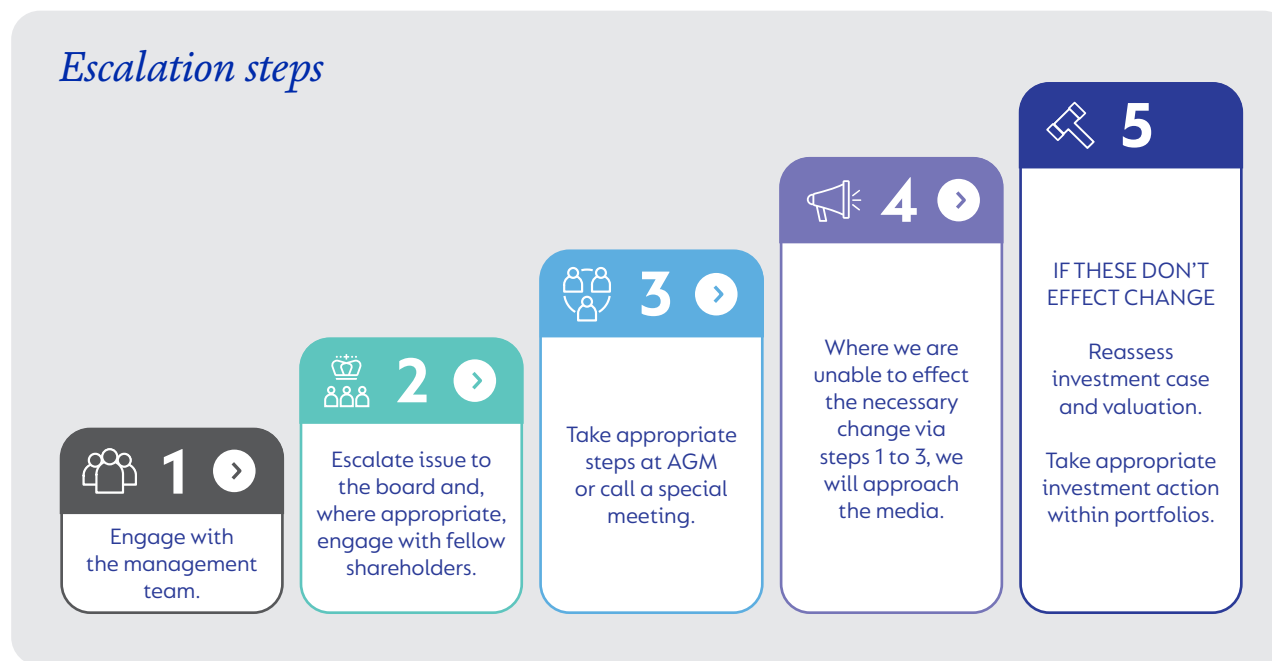 Escalation steps
1
Engage with
the management
team.
2
Escalate issue to
the board and,
where appropriate,
engage with fellow
shareholders.
3
Take appropriate
steps at AGM
or call a special
meeting.
4
Where we are
unable to effect
the necessary
change via
steps 1 to 3, we
will approach
the media.
5
IF THESE DON’T
EFFECT CHANGE
Reassess
investment case
and valuation.
Take appropriate
investment action
within portfolios.